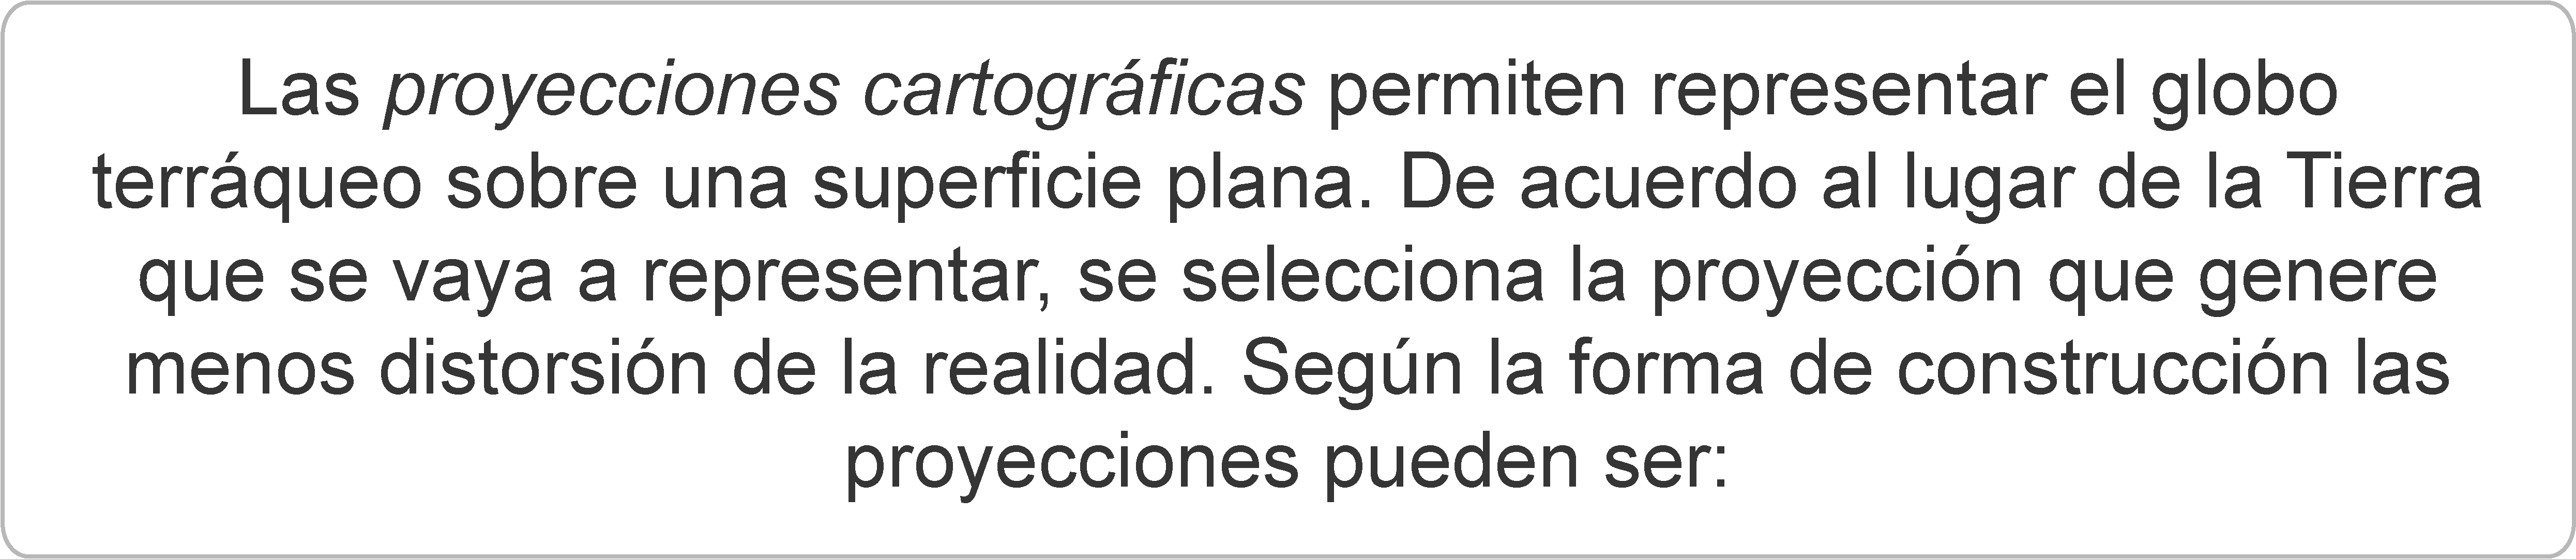 Las proyecciones cartográficas permiten representar el globo
terráqueo sobre una superficie plana. De acuerdo al lugar de la Tierra
que se vaya a representar, se selecciona la proyección que genere
menos distorsión de la realidad. Según la forma de construcción las
proyecciones pueden ser: